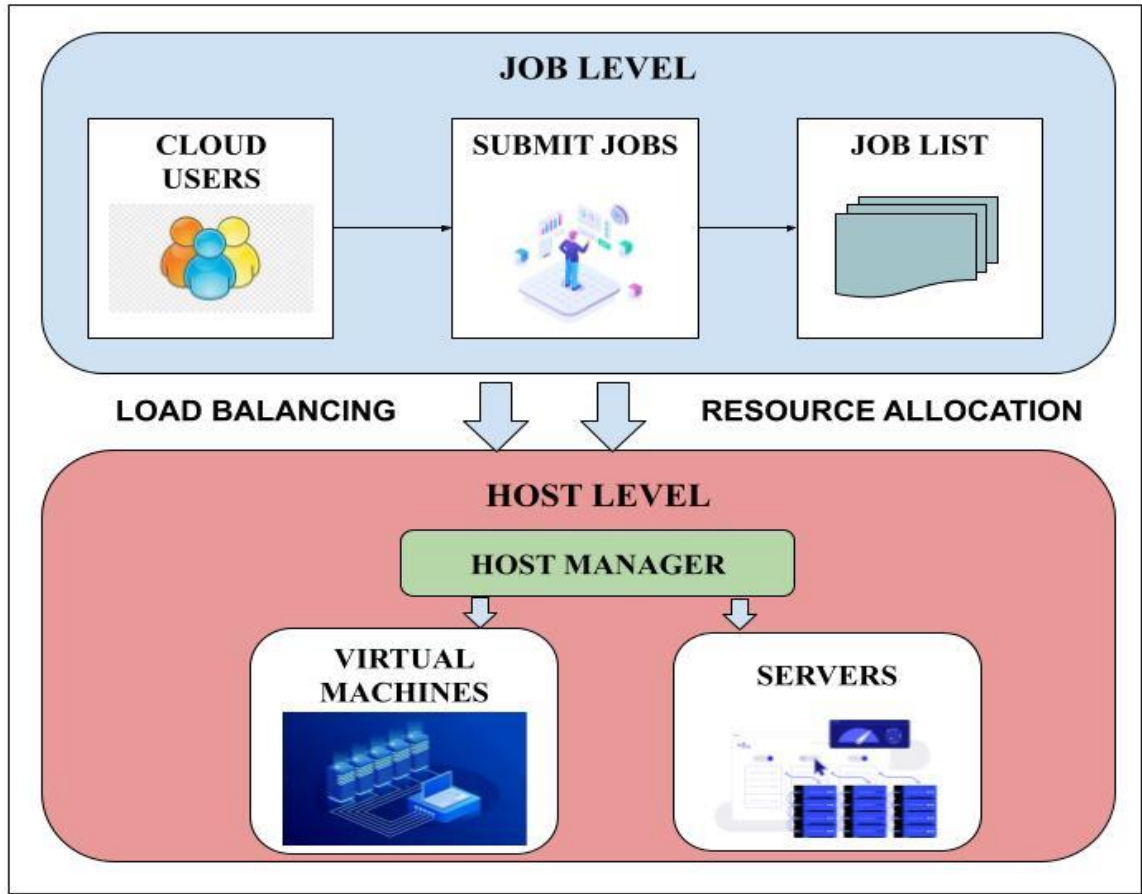 JOB LEVEL
CLOUD
USERS
SUBMIT JOBS
JOB LIST
LOAD BALANCING
RESOURCE ALLOCATION
HOST LEVEL
HOST MANAGER
VIRTUAL
MACHINES
SERVERS